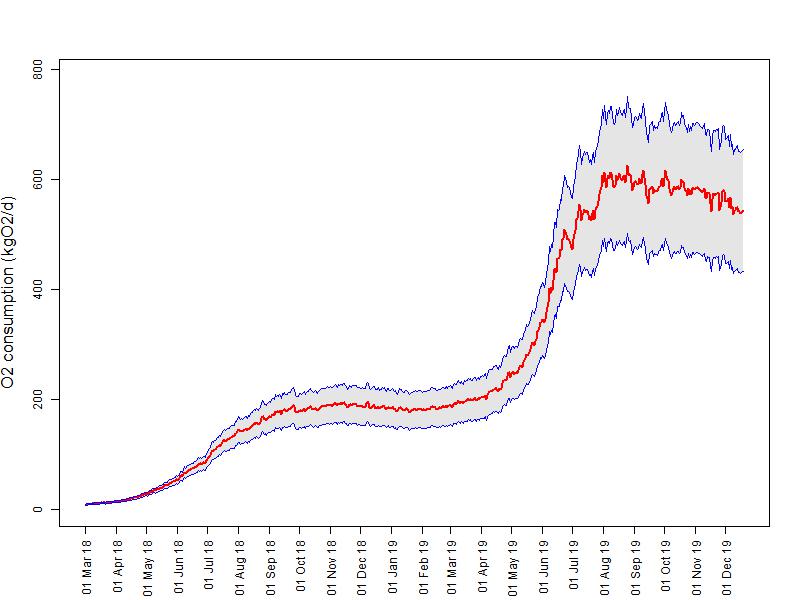 O2 consumption (kgO2/d)
800
600
400
200
0
01 Mar 18
01 Apr 18
01 May 18
01 Jun 18
01 Jul 18
01 Aug 18
01 Sep 18
01 Oct 18
01 Nov 18
01 Dec 18
01 Jan 19
01 Feb 19
01 Mar 19
01 Apr 19
01 May 19
01 Jun 19
01 Jul 19
01 Aug 19
01 Sep 19
01 Oct 19
01 Nov 19
01 Dec 19